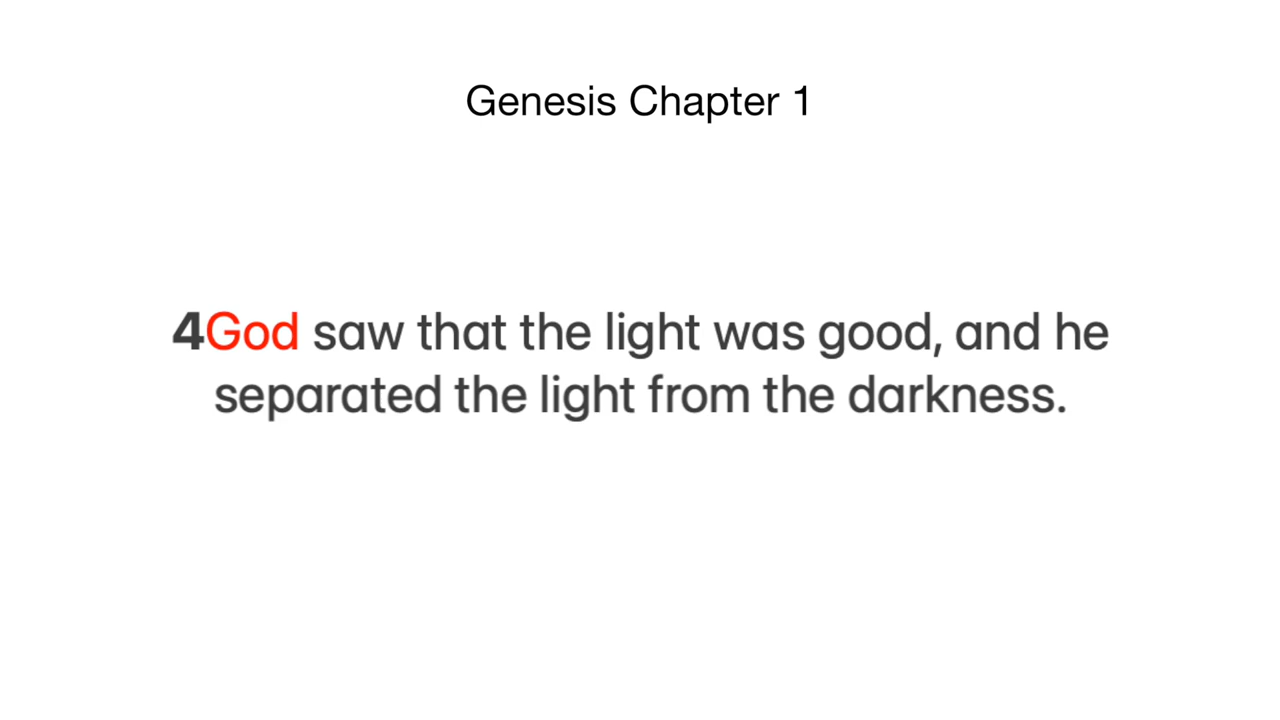 Genesis Chapter 1
4God saw that the light was good, and he
separated the light from the darkness.